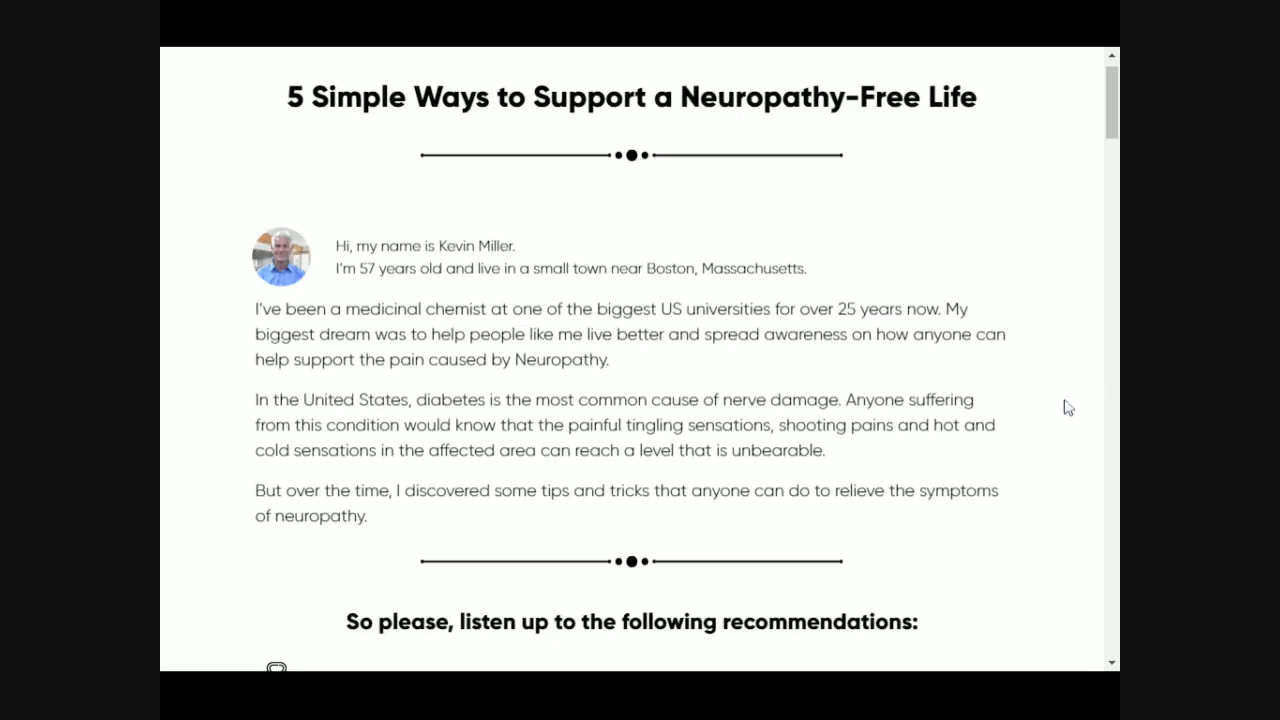 5 Simple Ways to Support a Neuropathy-Free Life
Hi, my name is Kevin Miller.
I'm 57 years old and live in a small town near Boston, Massachusetts.
I've been a medicinal chemist at one of the biggest US universities for over 25 years now. My
biggest dream was to help people like me live better and spread awareness on how anyone can
help support the pain caused by Neuropathy.
In the United States, diabetes is the most common cause of nerve damage. Anyone suffering
from this condition would know that the painful tingling sensations, shooting pains and hot and
cold sensations in the affected area can reach a level that is unbearable.
But over the time, I discovered some tips and tricks that anyone can do to relieve the symptoms
of neuropathy.
So please, listen up to the following recommendations: